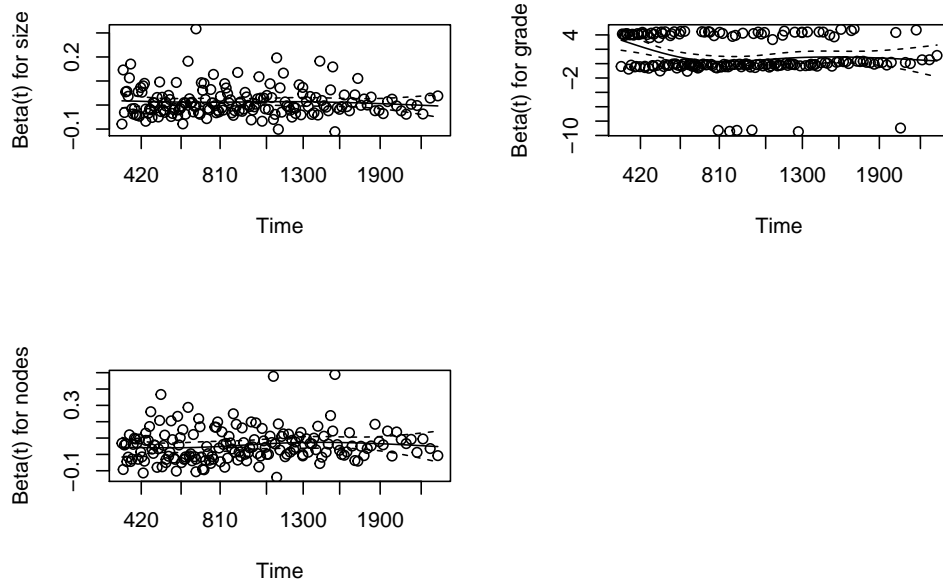 Beta(t) for size
0.2
−0.1
420 810 1300 1900
Time
Beta(t) for grade
4
−2
−10
420 810 1300 1900
Time
Beta(t) for nodes
0.3
−0.1
420 810 1300 1900
Time